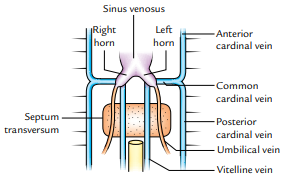 Sinus venosus
Right
horn
Left
horn
Anterior
cardinal vein
Common
cardinal vein
Septum
transversum
Posterior
cardinal vein
Umbilical vein
Vitelline vein